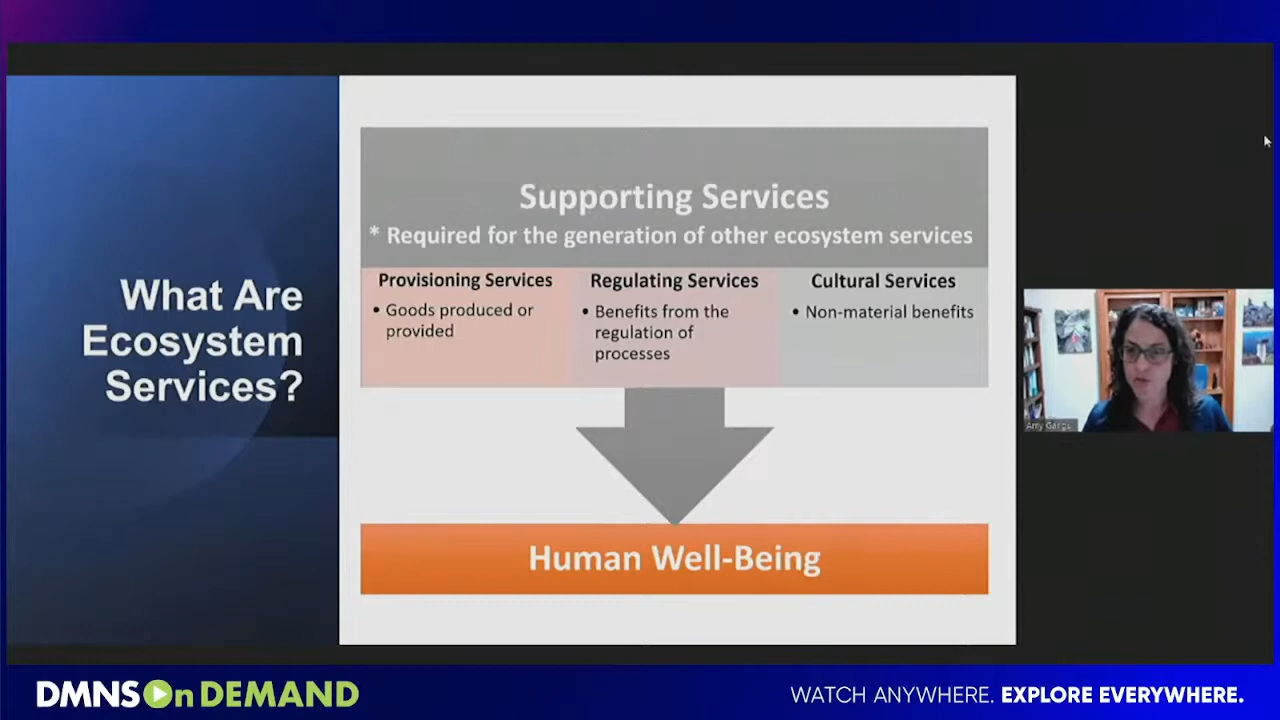 What Are
Ecosystem
Services?
Supporting Services
* Required for the generation of other ecosystem services
Provisioning Services
• Goods produced or
provided
Regulating Services
• Benefits from the
regulation of
processes
Cultural Services
• Non-material benefits
Human Well-Being
Amy
DMNS On DEMAND
WATCH ANYWHERE. EXPLORE EVERYWHERE.